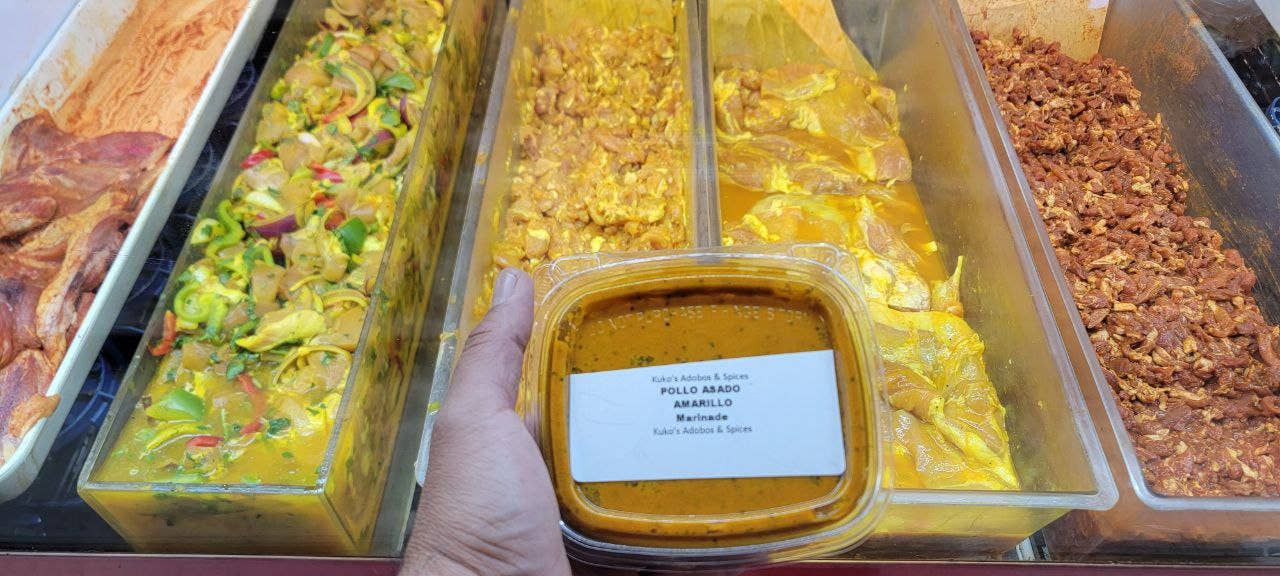 Kuko's Adobos & Spices
POLLO ASADO
AMARILLO
Marinade
Kuko's Adobos & Spices